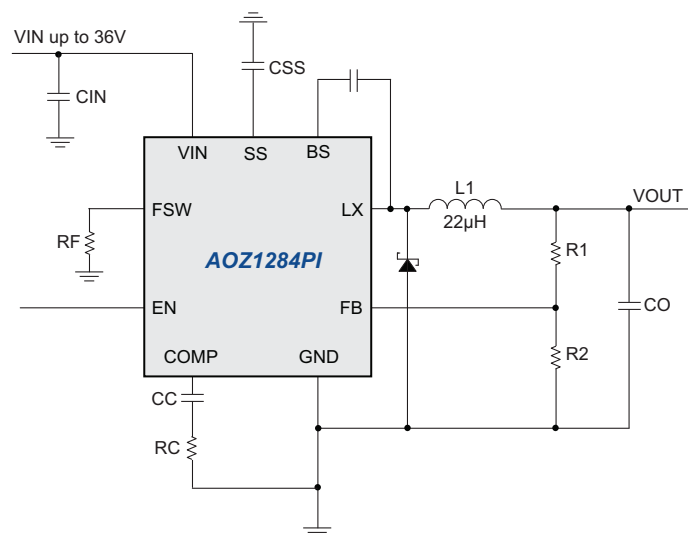 VIN up to 36V
CSS
CIN
VIN
SS
BS
L1
VOUT
FSW
LX
22µH
RF
R1
AOZ1284PI
EN
FB
CO
R2
COMP
GND
CC
RC